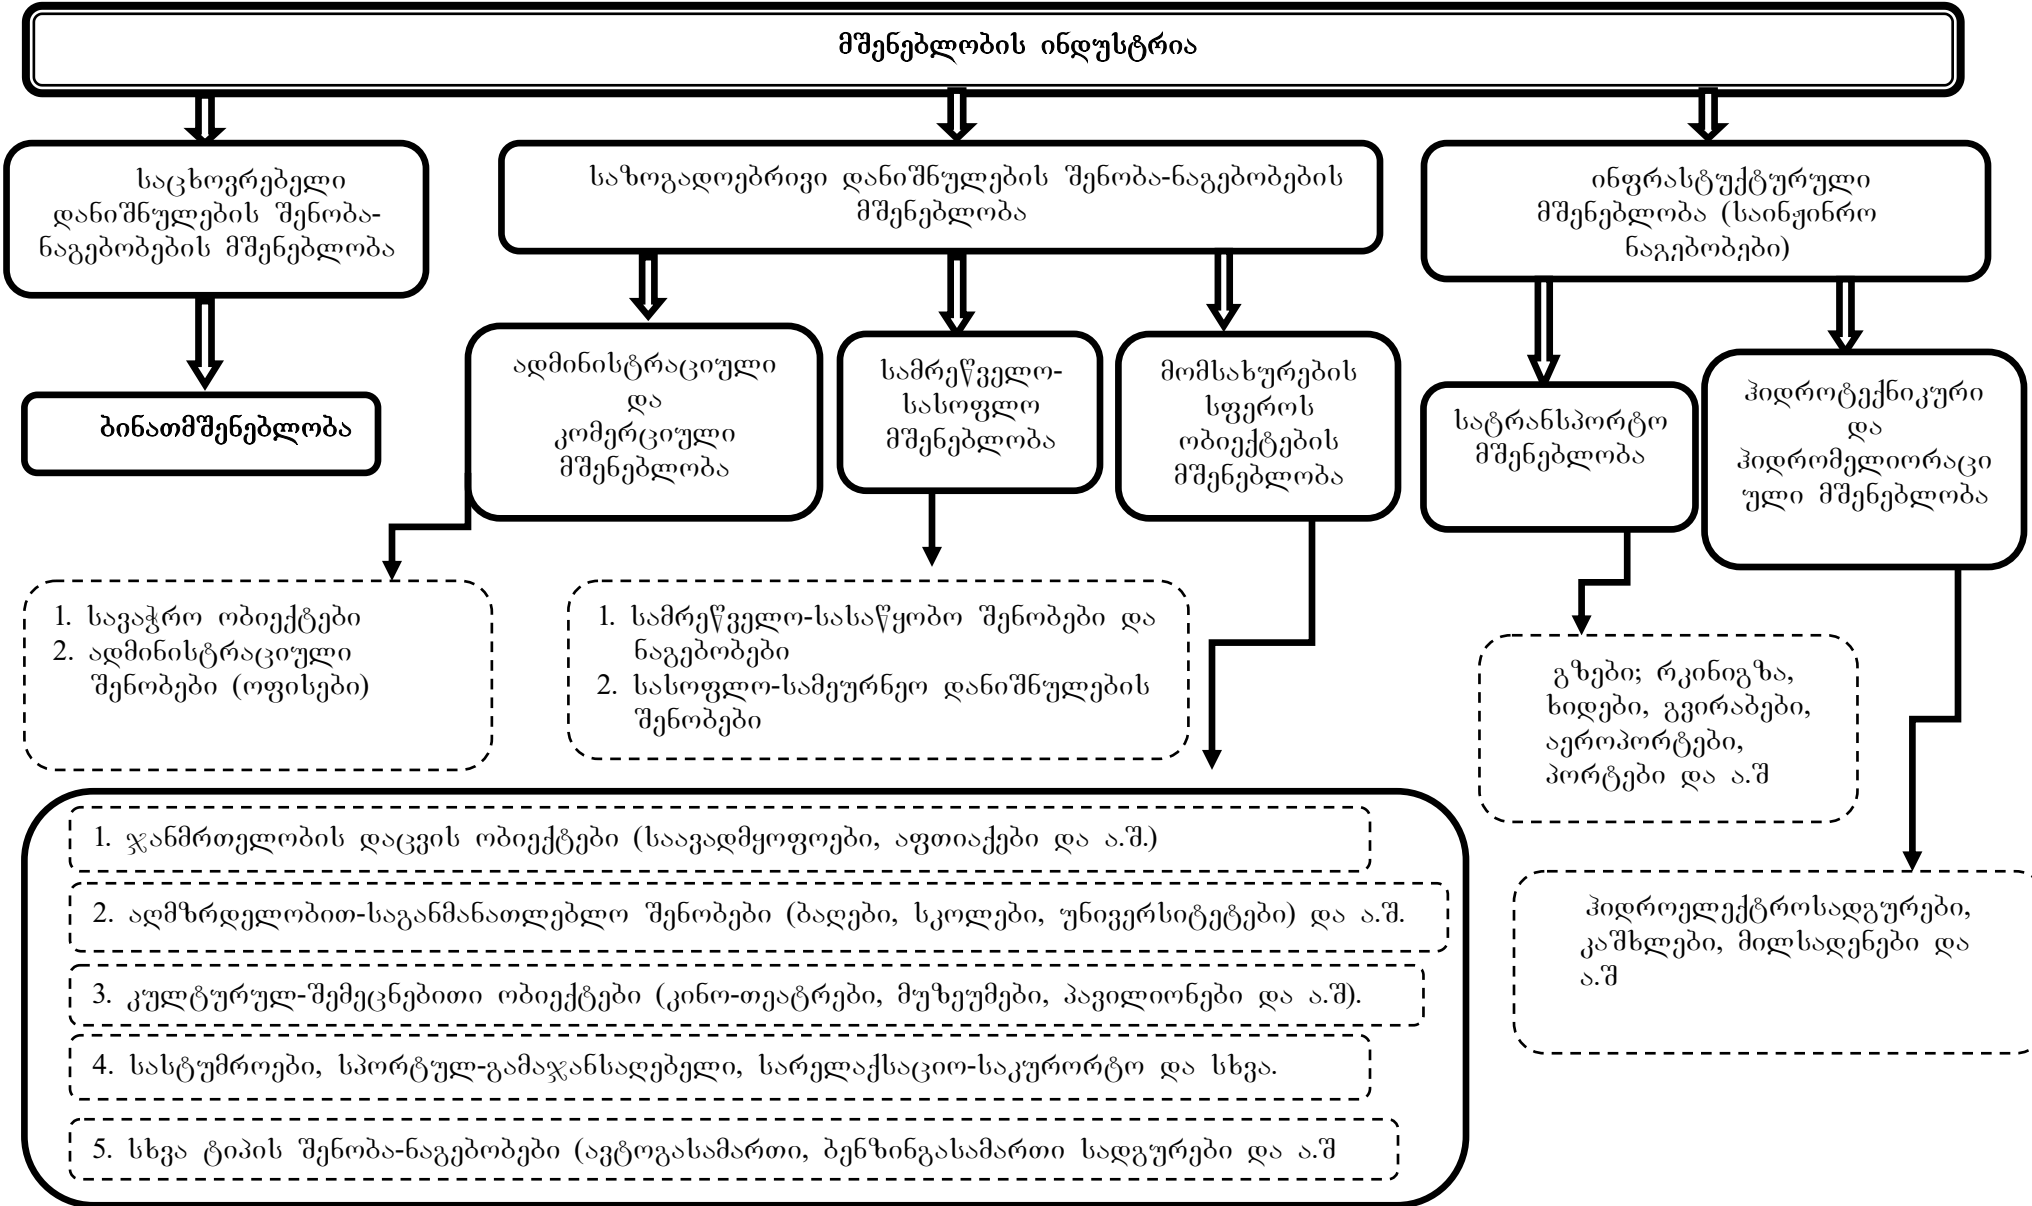 მშენებლობის ინდუსტრია
საცხოვრებელი
დანიშნულების შენობა-
ნაგებობების მშენებლობა
საზოგადოებრივი დანიშნულების შენობა-ნაგებობების
მშენებლობა
ინფრასტუქტურული
მშენებლობა (საინჟინრო
ნაგებობები)
ბინათმშენებლობა
ადმინისტრაციული
და
კომერციული
მშენებლობა
სამრეწველო-
სასოფლო
მშენებლობა
მომსახურების
სფეროს
ობიექტების
მშენებლობა
სატრანსპორტო
მშენებლობა
ჰიდროტექნიკური
და
ჰიდრომელიორაცი
ული მშენებლობა
1. სავაჭრო ობიექტები
2. ადმინისტრაციული
შენობები (ოფისები)
1. სამრეწველო-სასაწყობო შენობები და
ნაგებობები
2. სასოფლო-სამეურნეო დანიშნულების
შენობები
გზები; რკინიგზა,
ხიდები, გვირაბები,
აეროპორტები,
პორტები და ა.შ
1. ჯანმრთელობის დაცვის ობიექტები (საავადმყოფოები, აფთიაქები და ა.შ.)
2. აღმზრდელობით-საგანმანათლებლო შენობები (ბაღები, სკოლები, უნივერსიტეტები) და ა.შ.
3. კულტურულ-შემეცნებითი ობიექტები (კინო-თეატრები, მუზეუმები, პავილიონები და ა.შ).
4. სასტუმროები, სპორტულ-გამაჯანსაღებელი, სარელაქსაციო-საკურორტო და სხვა.
5. სხვა ტიპის შენობა-ნაგებობები (ავტოგასამართი, ბენზინგასამართი სადგურები და ა.შ
ჰიდროელექტროსადგურები,
კაშხლები, მილსადენები და
ა.შ